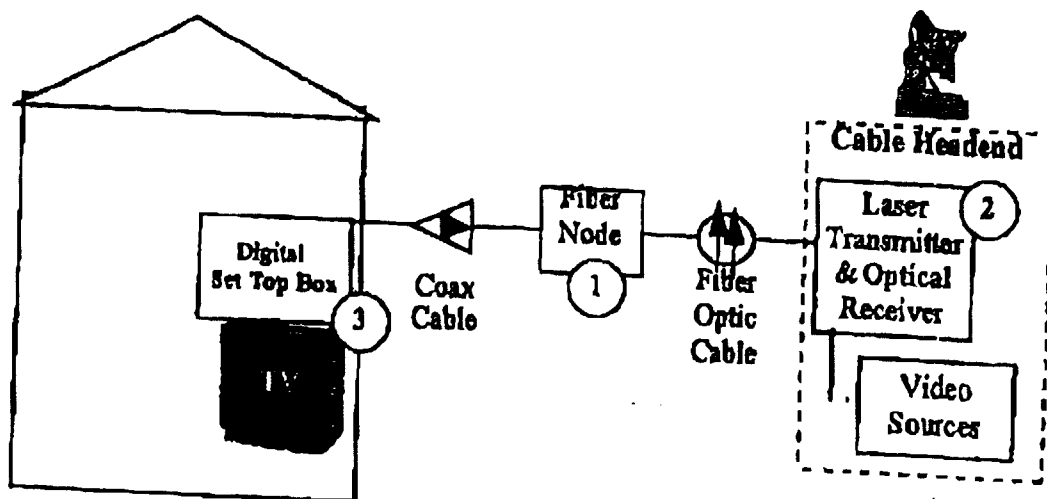 Cable Headend
Laser
Transmitter
& Optical
Receiver
2
Fiber
Node
1
Fiber
Optic
Cable
Coax
Cable
Digital
Set Top Box
3
TV
Video
Sources